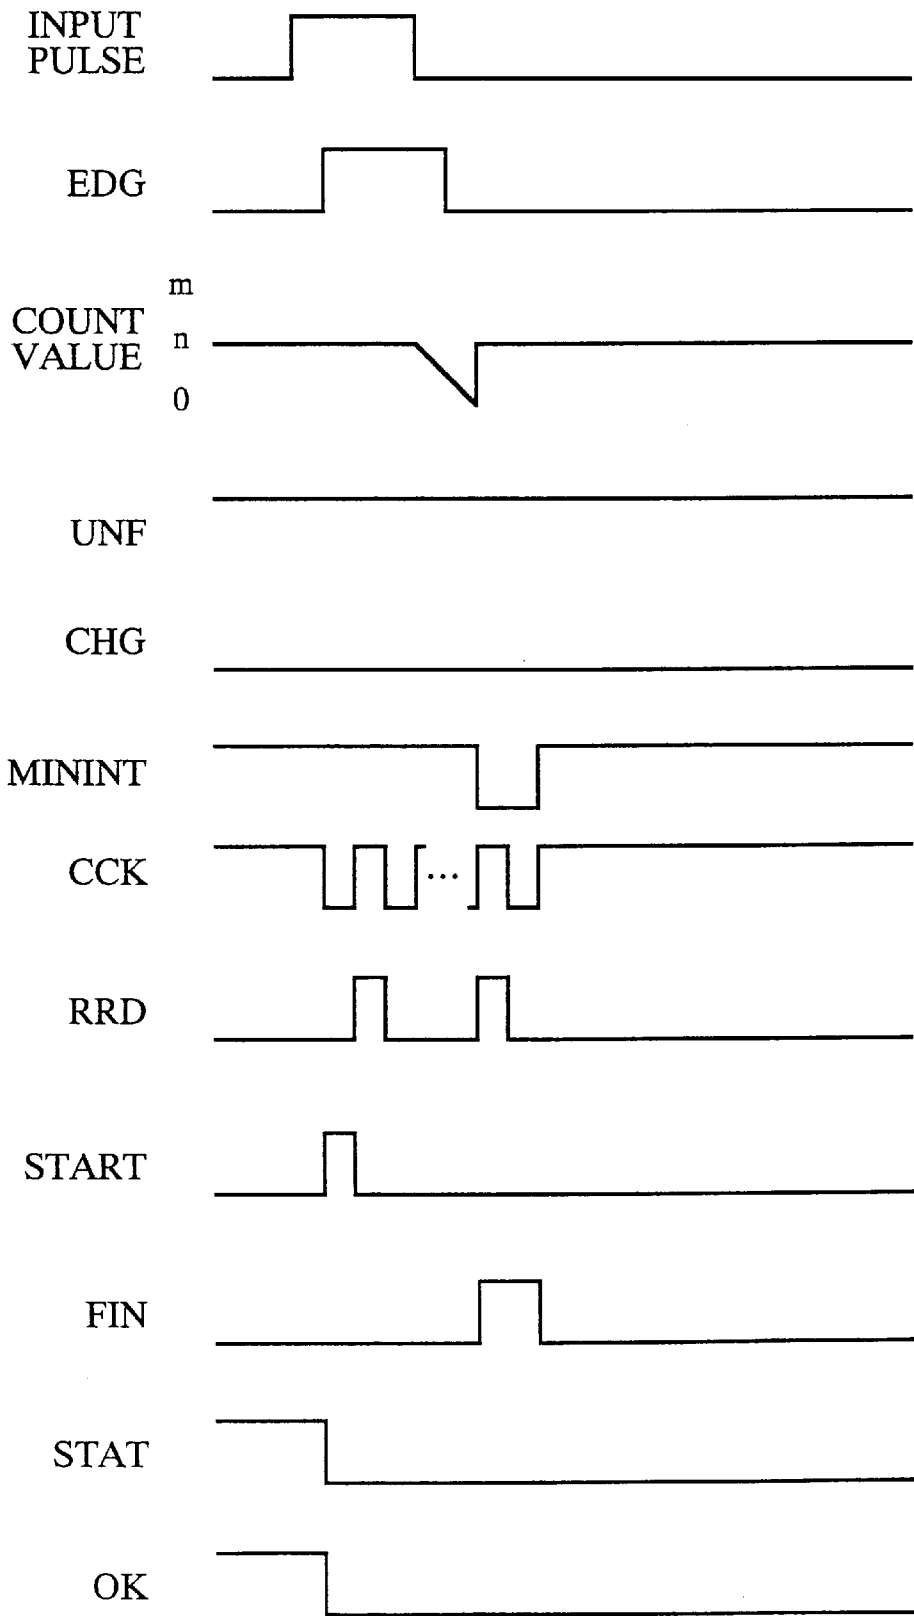 INPUT
PULSE
EDG
m
COUNT
VALUE
n
0
UNF
CHG
MININT
CCK
...
RRD
START
FIN
STAT
OK